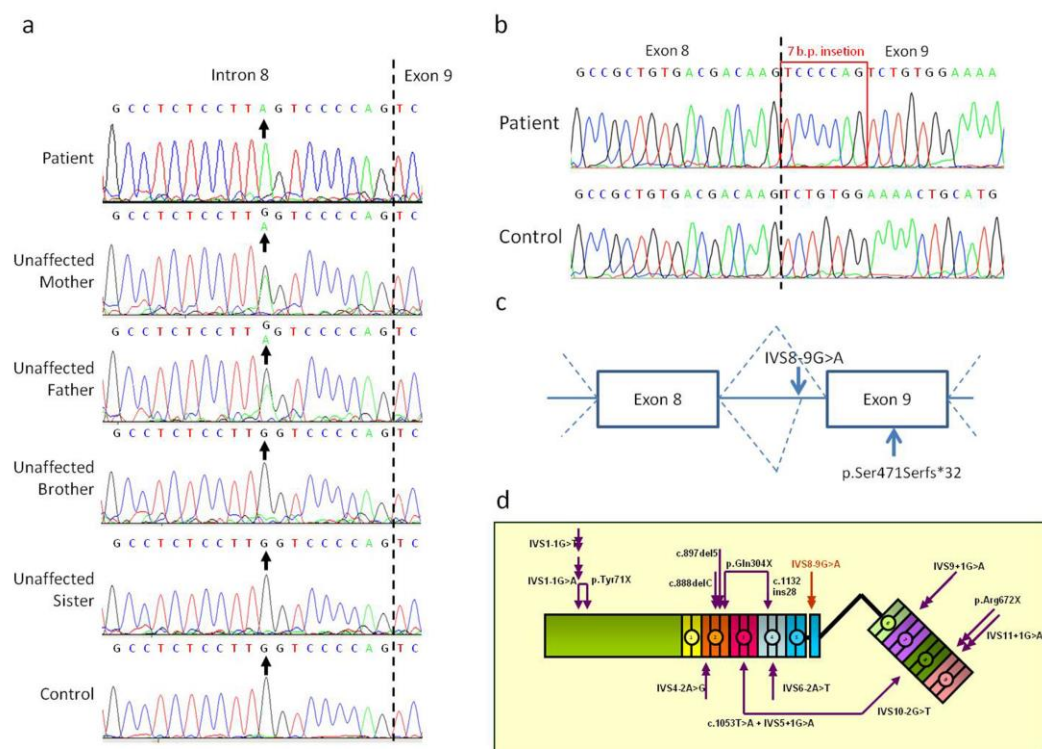 a
Intron 8 Exon 9
G C C T C T C C T T A G T C C C C A G T C
Patient
G C C T C T C C T T G G T C C C C A G T C
A
Unaffected
Mother
G C C T C T C C T T G G T C C C C A G T C
A
Unaffected
Father
G C C T C T C C T T G G T C C C C A G T C
Unaffected
Brother
G C C T C T C C T T G G T C C C C A G T C
Unaffected
Sister
G C C T C T C C T T G G T C C C C A G T C
Control
b
Exon 8 7 b.p. insetion Exon 9
G C C G C T G T G A C G A C A A G T C C C C A G T C T G T G G A A A A
Patient
G C C G C T G T G A C G A C A A G T C T G T G G A A A A C T G C A T G
Control
c
IVS8-9G>A
Exon 8 Exon 9
p.Ser471Serfs*32
d
IVS1-1G>T
IVS1-1G>A
p.Tyr71X
c.897del5
c.888delC
p.Gln304X
c.1132
ins28
IVS8-9G>A
IVS9+1G>A
p.Arg672X
IVS11+1G>A
IVS4-2A>G
IVS6-2A>T
c.1053T>A + IVS5+1G>A
IVS10-2G>T